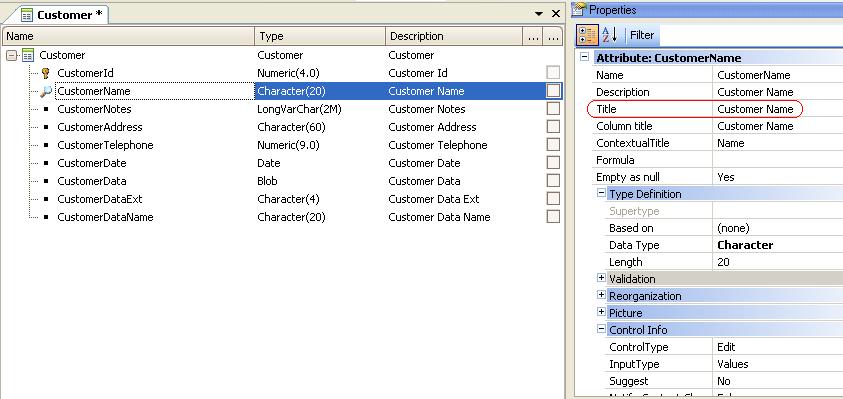 Customer *
Name Type Description ... ...
Customer Customer Customer
CustomerId Numeric(4.0) Customer Id
CustomerName Character(20) Customer Name
CustomerNotes LongVarChar(2M) Customer Notes
CustomerAddress Character(60) Customer Address
CustomerTelephone Numeric(9.0) Customer Telephone
CustomerDate Date Customer Date
CustomerData Blob Customer Data
CustomerDataExt Character(4) Customer Data Ext
CustomerDataName Character(20) Customer Data Name
Properties
Filter
Attribute: CustomerName
Name CustomerName
Description Customer Name
Title Customer Name
Column title Customer Name
ContextualTitle Name
Formula
Empty as null Yes
Type Definition
Supertype
Based on (none)
Data Type Character
Length 20
Validation
Reorganization
Picture
Control Info
ControlType Edit
InputType Values
Suggest No